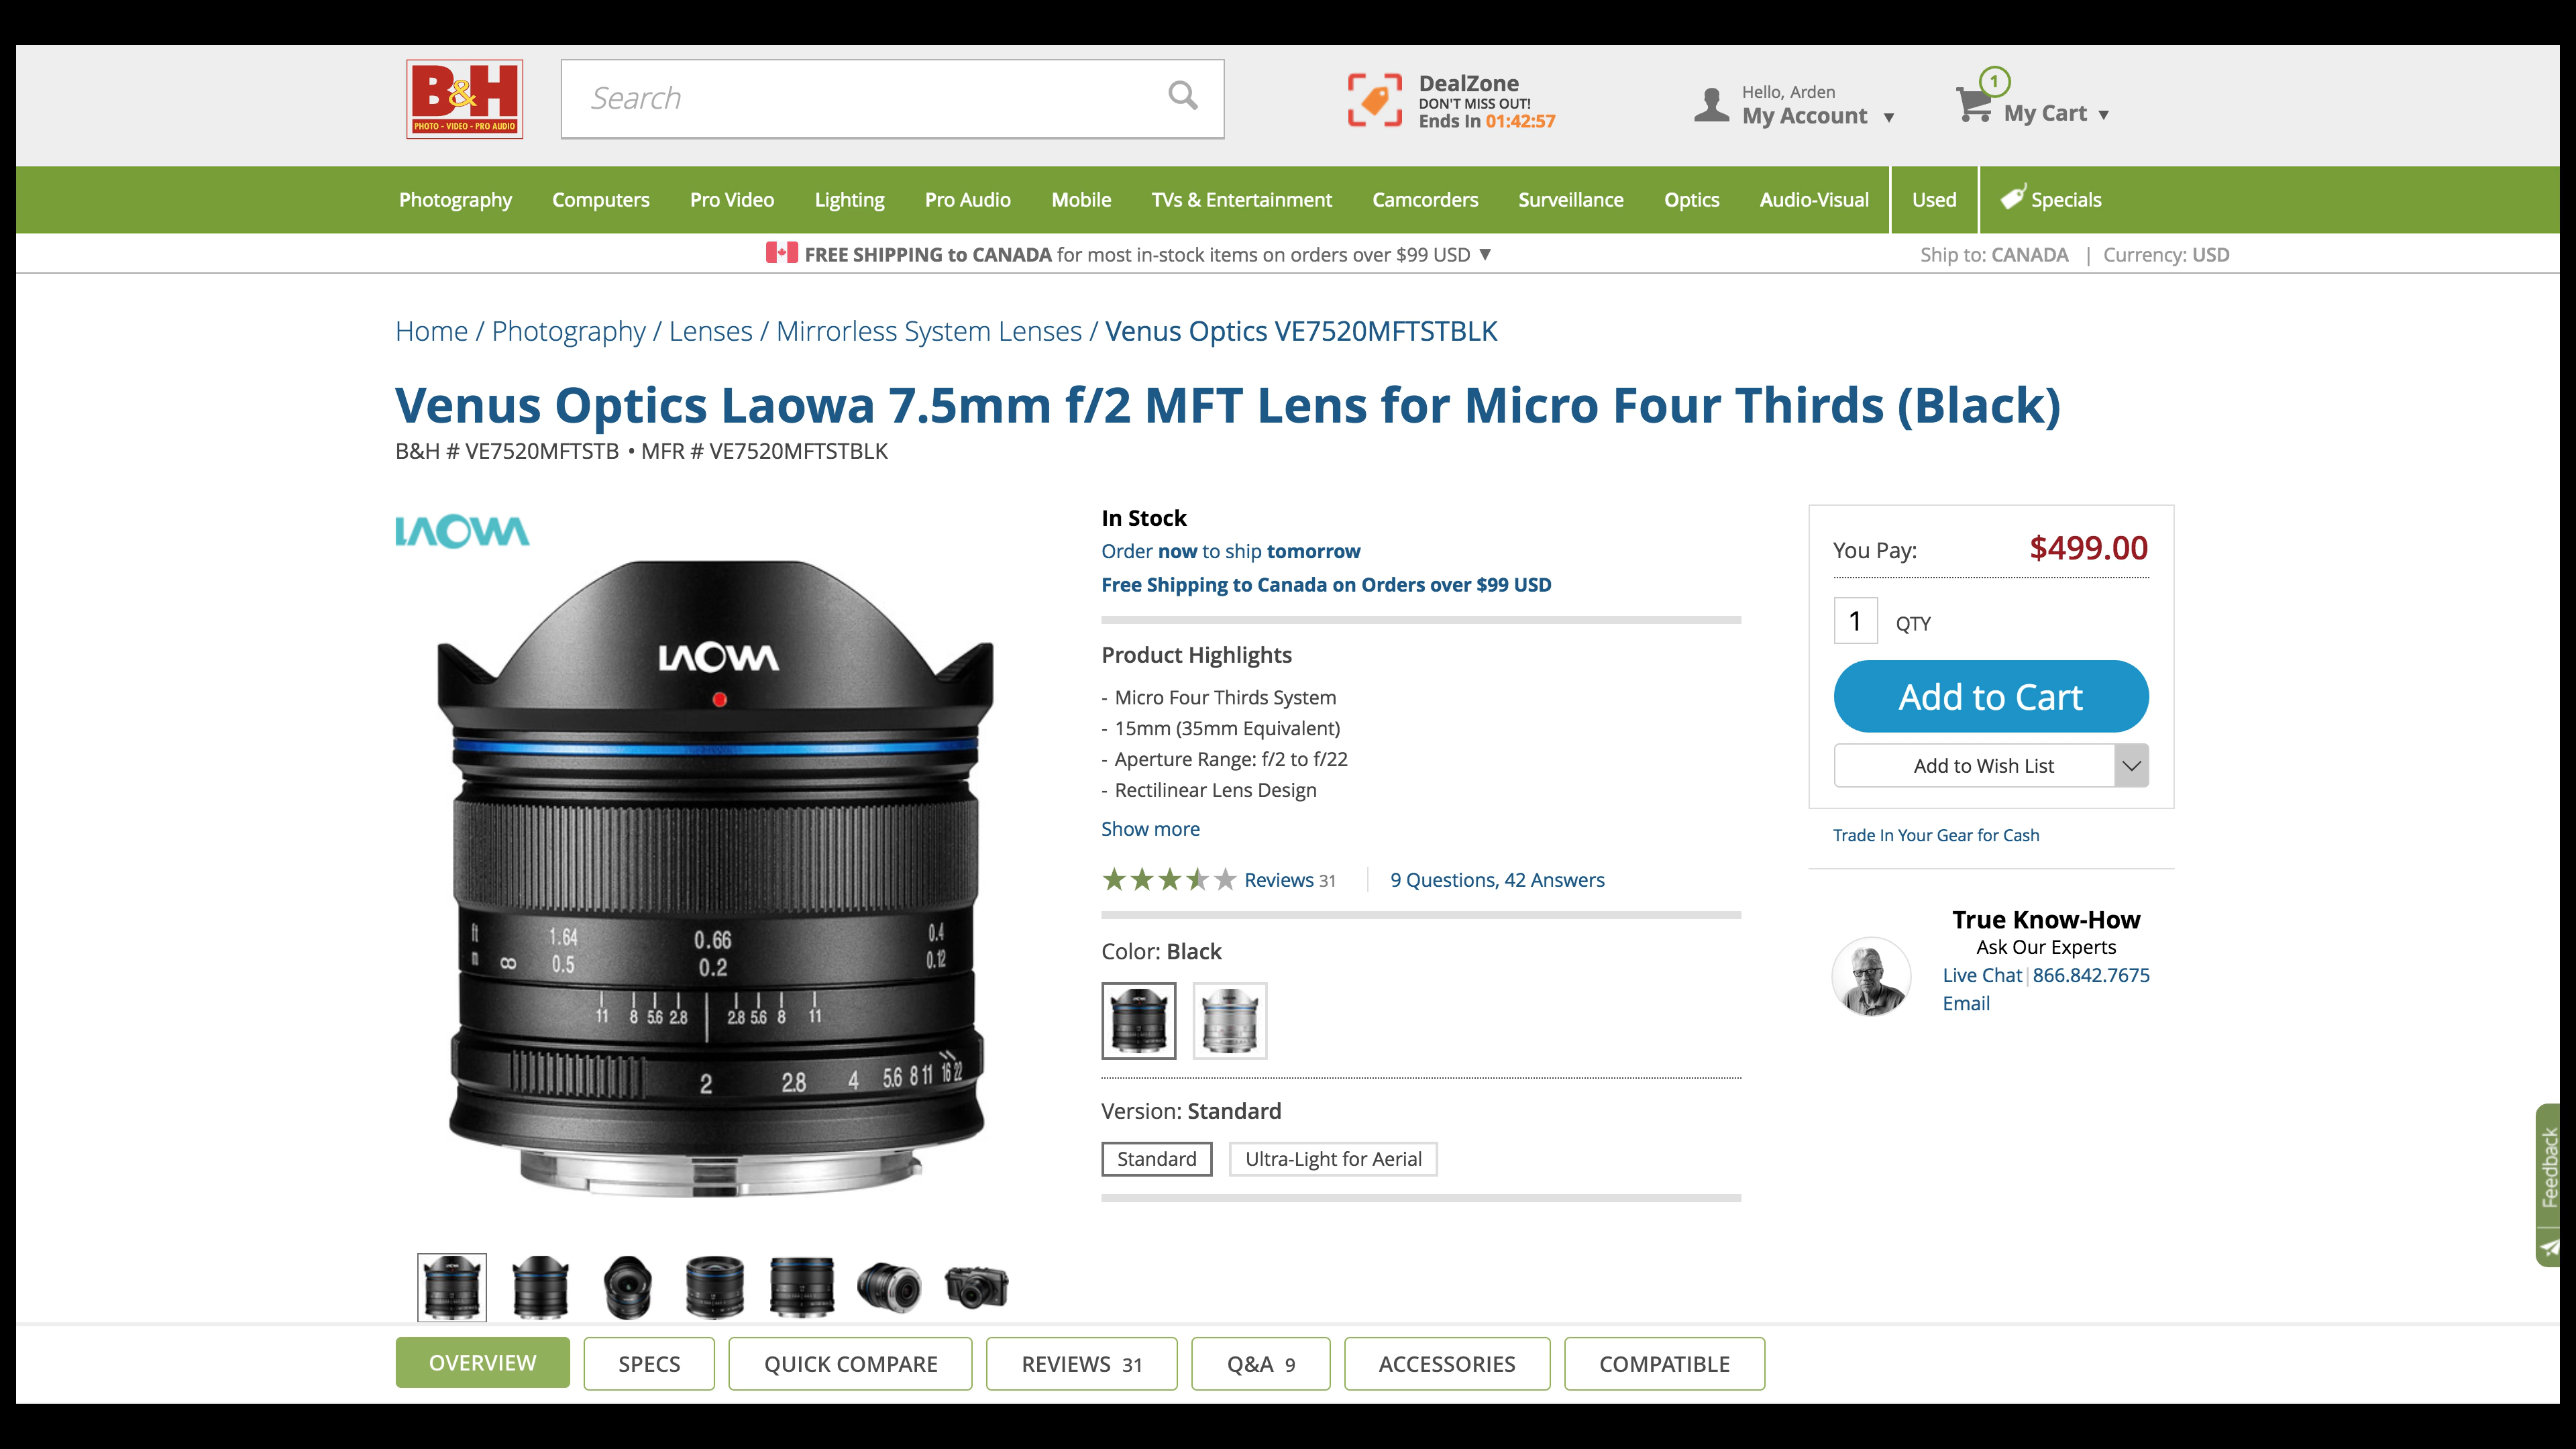 B&H
PHOTO - VIDEO - PRO AUDIO
Search
DealZone
DON'T MISS OUT!
Ends In 01:42:57
Hello, Arden
My Account ▼
1
My Cart ▼
Photography Computers Pro Video Lighting Pro Audio Mobile TVs & Entertainment Camcorders Surveillance Optics Audio-Visual Used Specials
FREE SHIPPING to CANADA for most in-stock items on orders over $99 USD ▼
Ship to: CANADA | Currency: USD
Home / Photography / Lenses / Mirrorless System Lenses / Venus Optics VE7520MFTSTBLK
Venus Optics Laowa 7.5mm f/2 MFT Lens for Micro Four Thirds (Black)
B&H # VE7520MFTSTB • MFR # VE7520MFTSTBLK
LAOWA
LAOWA
ft 1.64 0.66 0.4
m ∞ 0.5 0.2 0.12
11 8 5.6 2.8 2.8 5.6 8 11
2 2.8 4 5.6 8 11 16 22
In Stock
Order now to ship tomorrow
Free Shipping to Canada on Orders over $99 USD
Product Highlights
- Micro Four Thirds System
- 15mm (35mm Equivalent)
- Aperture Range: f/2 to f/22
- Rectilinear Lens Design
Show more
Reviews 31
9 Questions, 42 Answers
Color: Black
Version: Standard
Standard
Ultra-Light for Aerial
You Pay: $499.00
1 QTY
Add to Cart
Add to Wish List
Trade In Your Gear for Cash
True Know-How
Ask Our Experts
Live Chat | 866.842.7675
Email
Feedback
OVERVIEW SPECS QUICK COMPARE REVIEWS 31 Q&A 9 ACCESSORIES COMPATIBLE